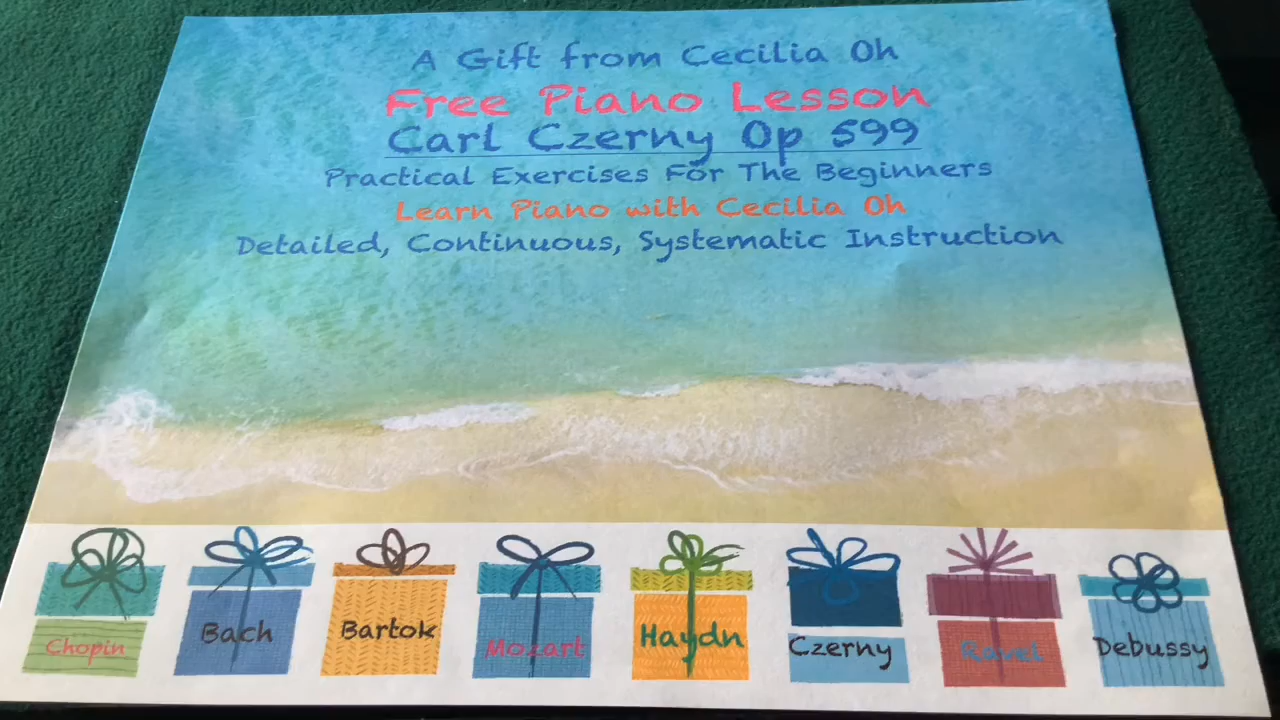 A Gift from Cecilia Oh
Free Piano Lesson
Carl Czerny Op 599
Practical Exercises For The Beginners
Learn Piano with Cecilia Oh
Detailed, Continuous, Systematic Instruction
Chopin Bach Bartok Mozart Haydn Czerny Ravel Debussy